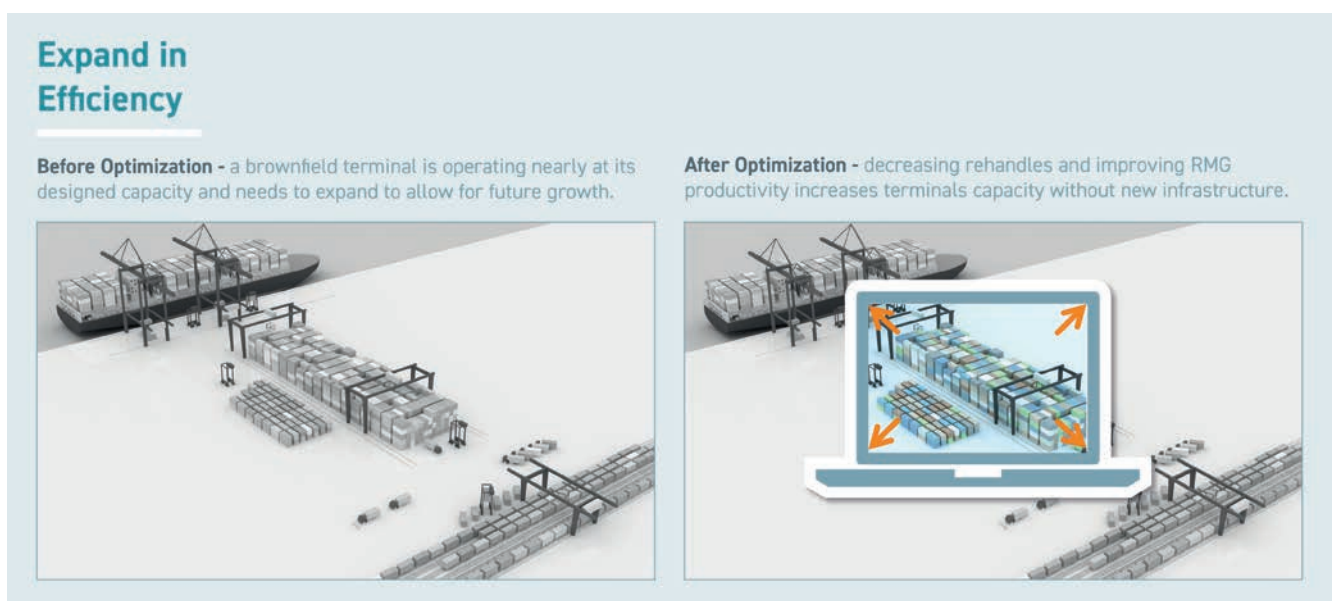 Expand in
Efficiency
Before Optimization - a brownfield terminal is operating nearly at its
designed capacity and needs to expand to allow for future growth.
After Optimization - decreasing rehandles and improving RMG
productivity increases terminals capacity without new infrastructure.